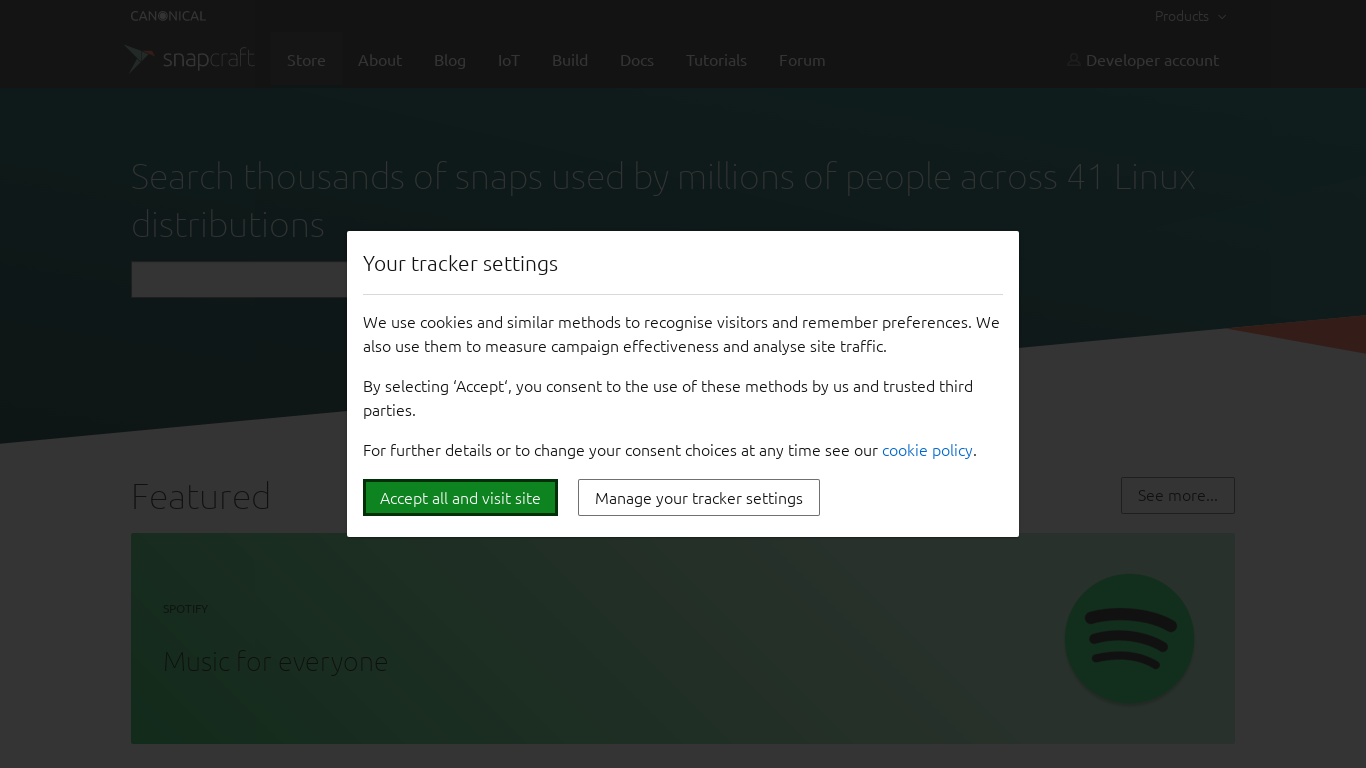 CANONICAL
Products
snapcraft
Store
About
Blog
IoT
Build
Docs
Tutorials
Forum
Developer account
Search thousands of snaps used by millions of people across 41 Linux
distributions
Your tracker settings
We use cookies and similar methods to recognise visitors and remember preferences. We
also use them to measure campaign effectiveness and analyse site traffic.
By selecting ‘Accept‘, you consent to the use of these methods by us and trusted third
parties.
For further details or to change your consent choices at any time see our cookie policy.
Accept all and visit site
Manage your tracker settings
Featured
See more...
SPOTIFY
Music for everyone